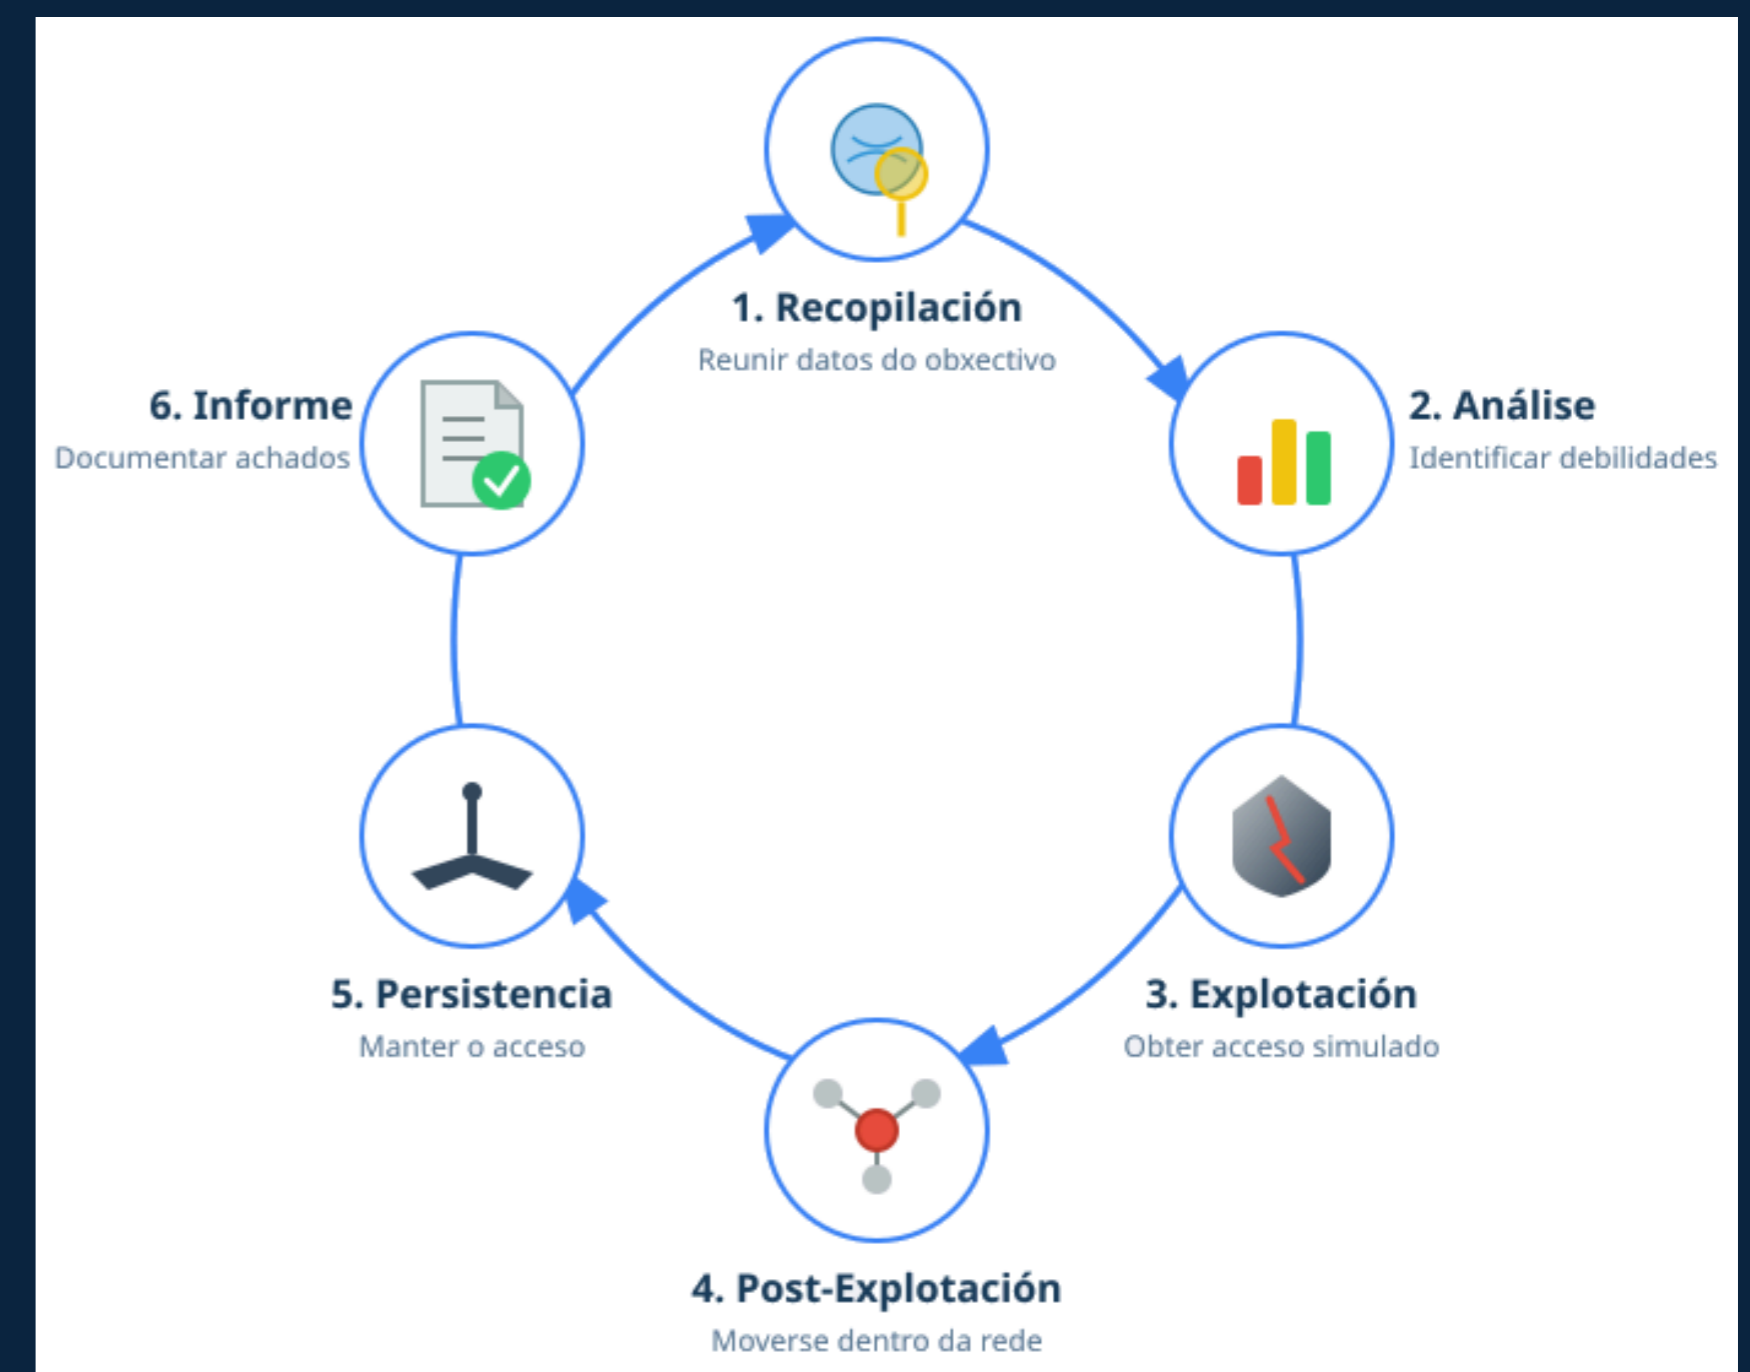 1. Recopilación
Reunir datos do obxectivo
2. Análise
Identificar debilidades
3. Explotación
Obter acceso simulado
4. Post-Explotación
Moverse dentro da rede
5. Persistencia
Manter o acceso
6. Informe
Documentar achados